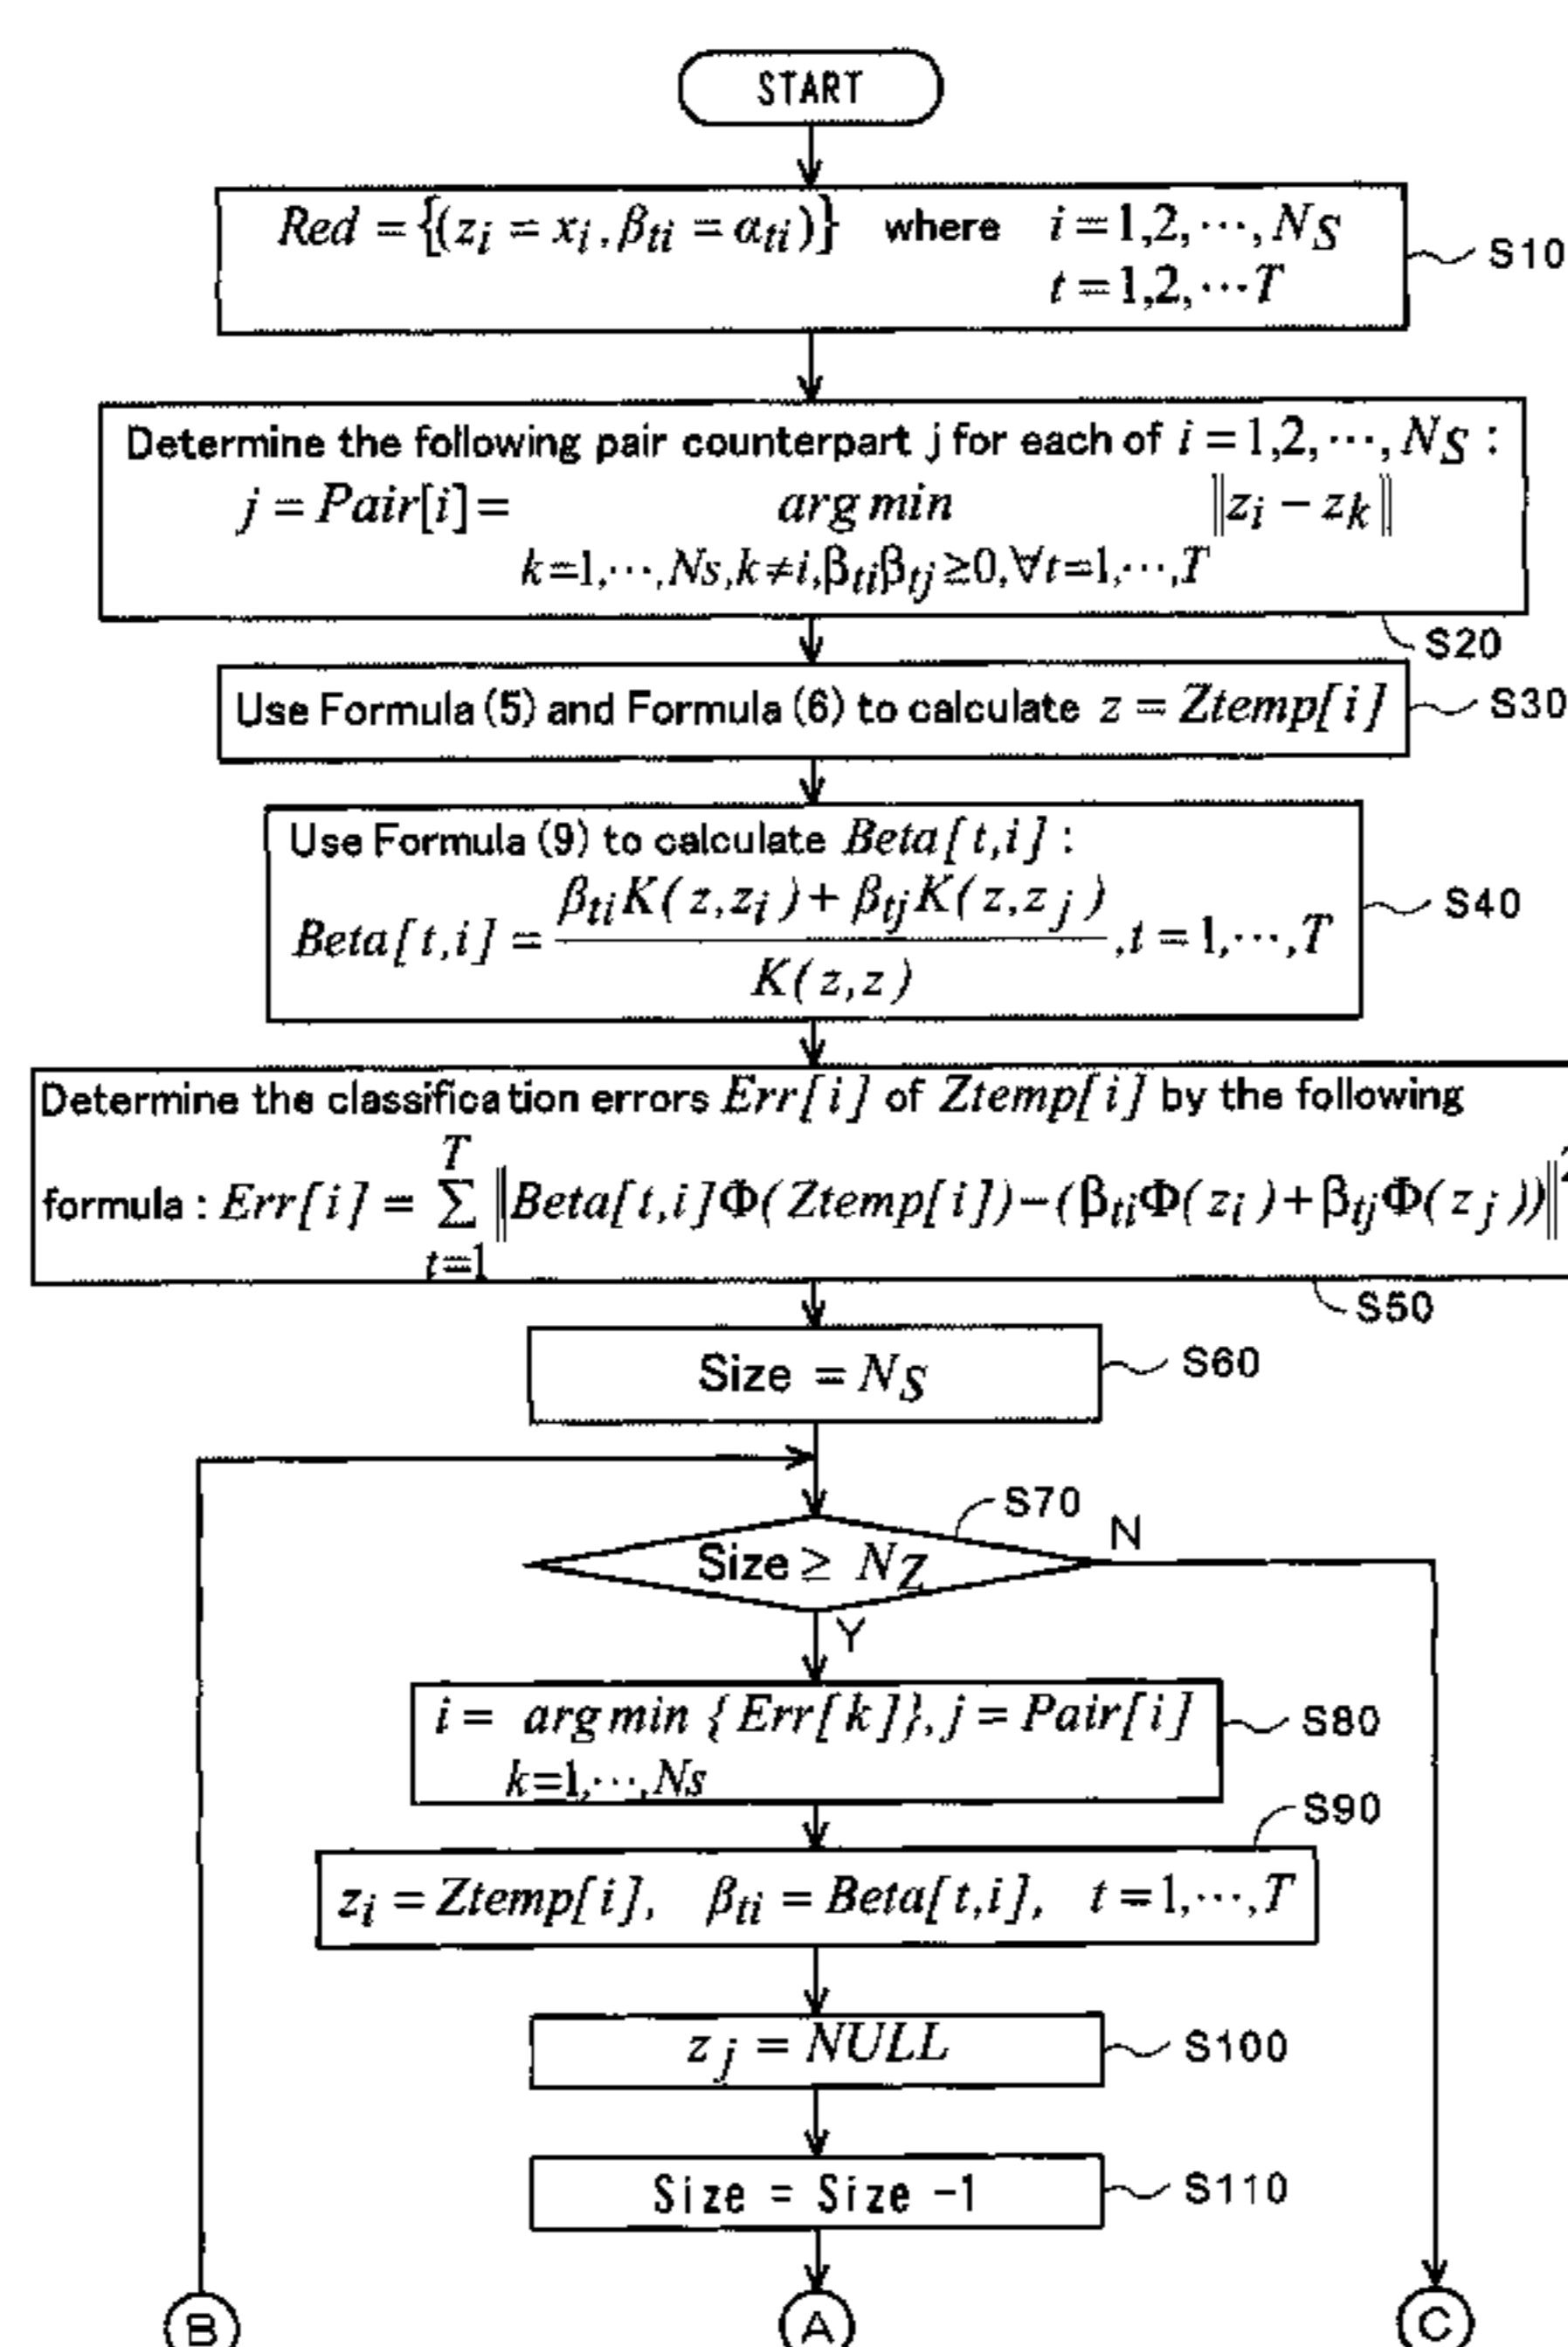 START
Red = {(z_i = x_i, β_ti = α_ti)} where i = 1,2,⋯,N_S
t = 1,2,⋯T
S10
Determine the following pair counterpart j for each of i = 1,2,⋯,N_S :
j = Pair[i] = arg min ‖z_i − z_k‖
k=1,⋯,Ns,k≠i,β_tiβ_tj≥0,∀t=1,⋯,T
S20
Use Formula (5) and Formula (6) to calculate z = Ztemp[i]
S30
Use Formula (9) to calculate Beta[t,i] :
Beta[t,i] = (β_ti K(z,z_i) + β_tj K(z,z_j)) / K(z,z) , t = 1,⋯,T
S40
Determine the classification errors Err[i] of Ztemp[i] by the following
formula : Err[i] = Σ_{t=1}^{T} ‖Beta[t,i]Φ(Ztemp[i])−(β_tiΦ(z_i)+β_tjΦ(z_j))‖^2
S50
Size = N_S
S60
S70
Size ≥ N_Z
N
Y
i = arg min {Err[k]}, j = Pair[i]
k=1,⋯,Ns
S80
S90
z_i = Ztemp[i], β_ti = Beta[t,i], t = 1,⋯,T
z_j = NULL
S100
Size = Size -1
S110
B
A
C